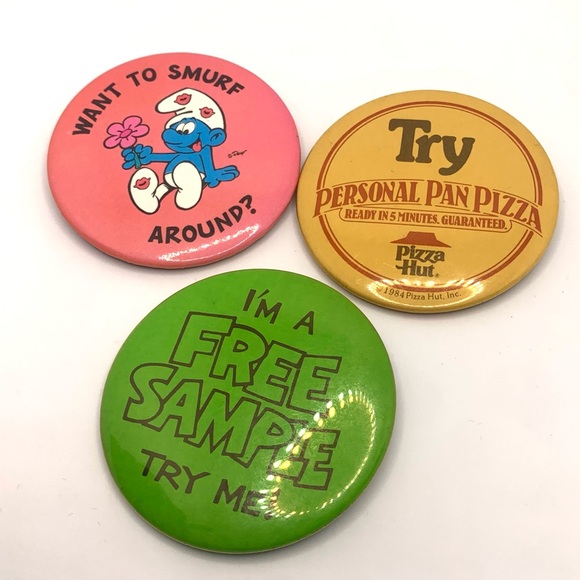 WANT TO SMURF
AROUND?
Try
PERSONAL PAN PIZZA
READY IN 5 MINUTES. GUARANTEED.
Pizza
Hut®
©1984 Pizza Hut, Inc.
I'M A
FREE
SAMPLE
TRY ME!